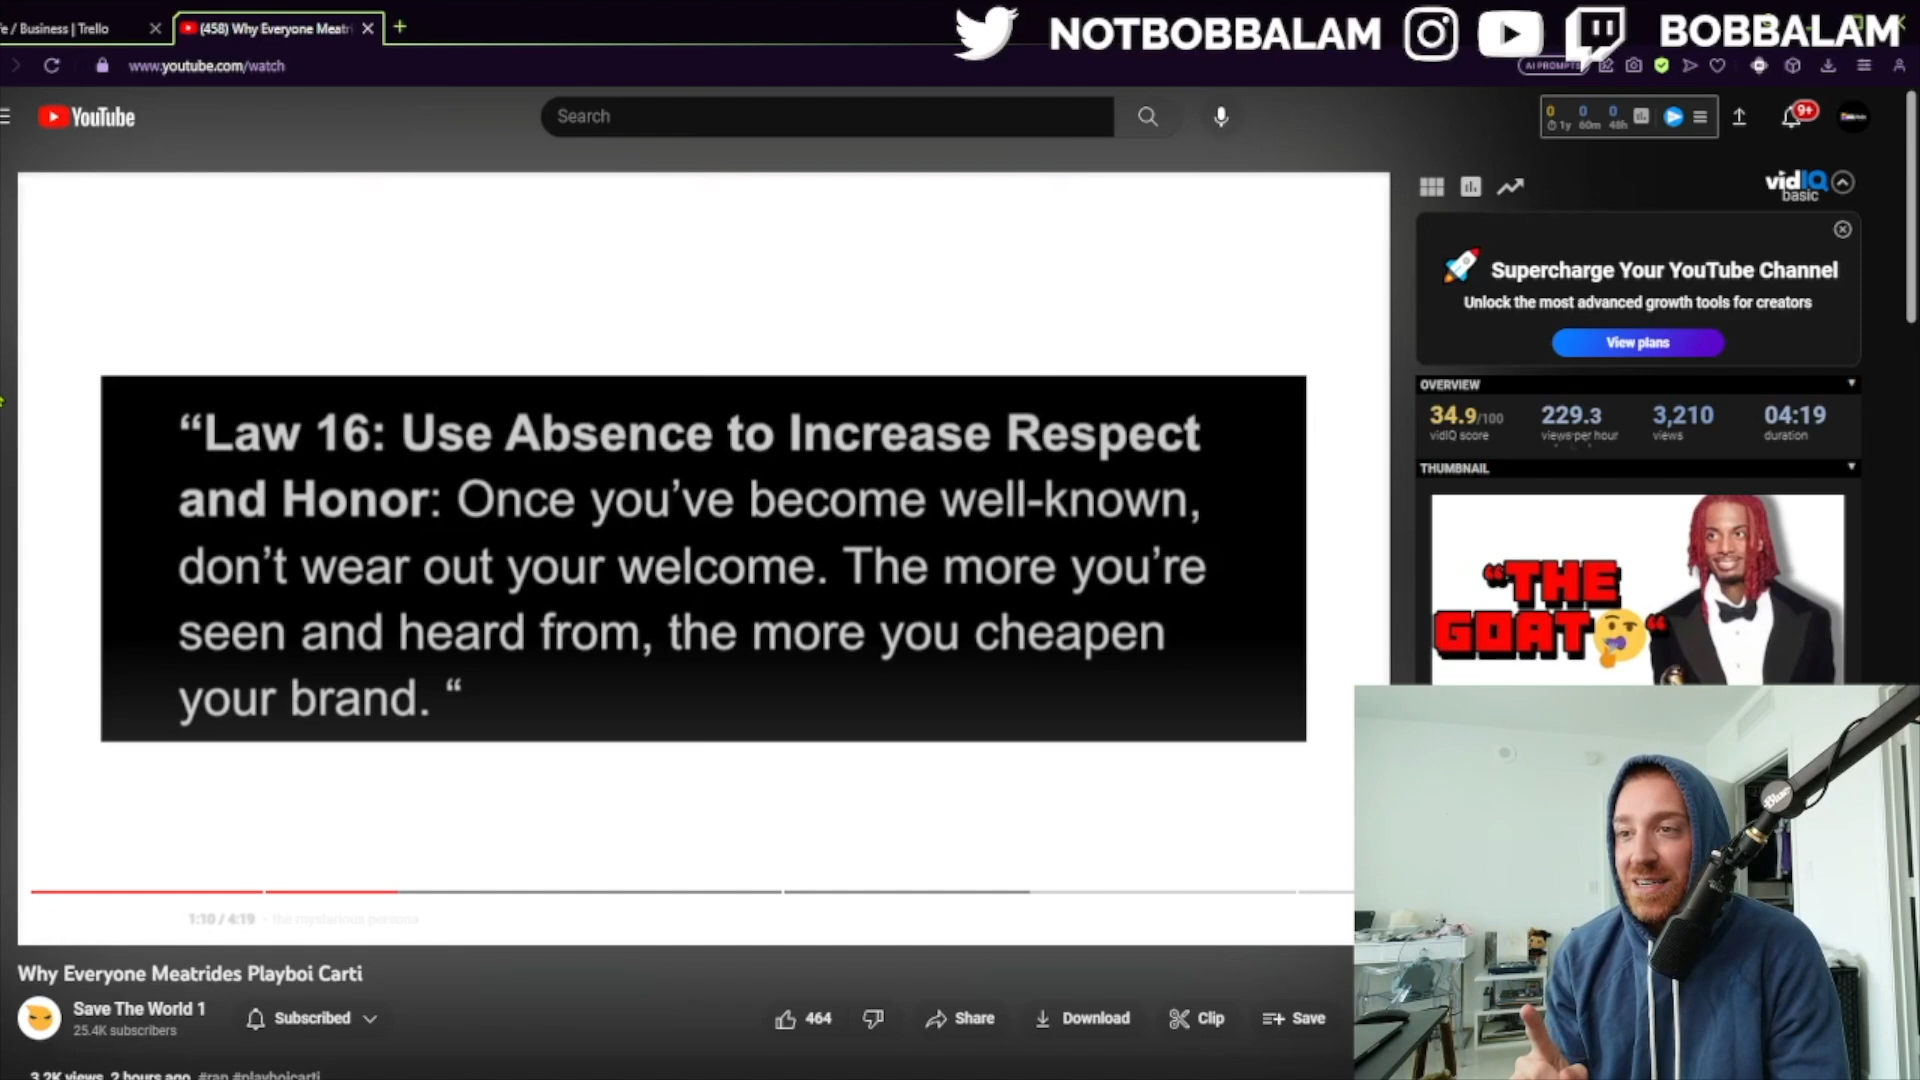 e / Business | Trello
(458) Why Everyone Meatri
NOTBOBBALAM
BOBBALAM
www.youtube.com/watch
AI PROMPTS
YouTube
Search
0 0 0
1y 60m 48h
9+
vidIQ
basic
Supercharge Your YouTube Channel
Unlock the most advanced growth tools for creators
View plans
OVERVIEW
34.9/100 229.3 3,210 04:19
vidIQ score views per hour views duration
THUMBNAIL
“THE
GOAT “
“Law 16: Use Absence to Increase Respect
and Honor: Once you’ve become well-known,
don’t wear out your welcome. The more you’re
seen and heard from, the more you cheapen
your brand. “
1:10 / 4:19 • the mysterious persona
Blue
Why Everyone Meatrides Playboi Carti
Save The World 1
25.4K subscribers
Subscribed
464
Share
Download
Clip
Save
3.2K views 2 hours ago #rap #playboicarti